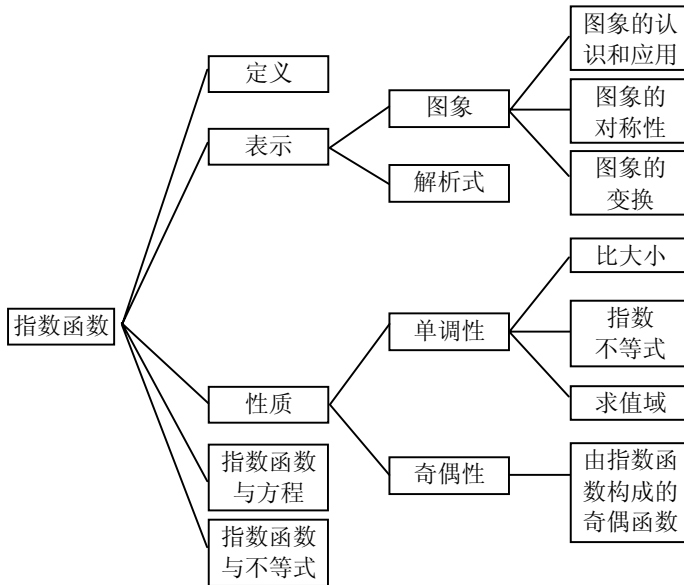 指数函数
定义
表示
图象
图象的认
识和应用
图象的
对称性
图象的
变换
解析式
性质
单调性
比大小
指数
不等式
求值域
奇偶性
由指数函
数构成的
奇偶函数
指数函数
与方程
指数函数
与不等式